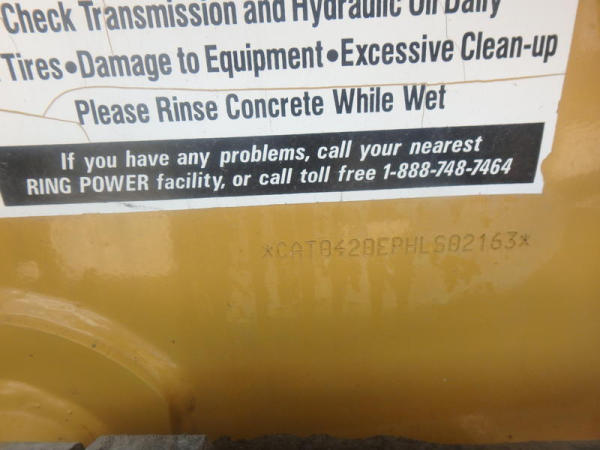 Check Transmission and Hydraulic Oil Daily
Tires•Damage to Equipment•Excessive Clean-up
Please Rinse Concrete While Wet
If you have any problems, call your nearest
RING POWER facility, or call toll free 1-888-748-7464
*CAT0420EPHLS02163*